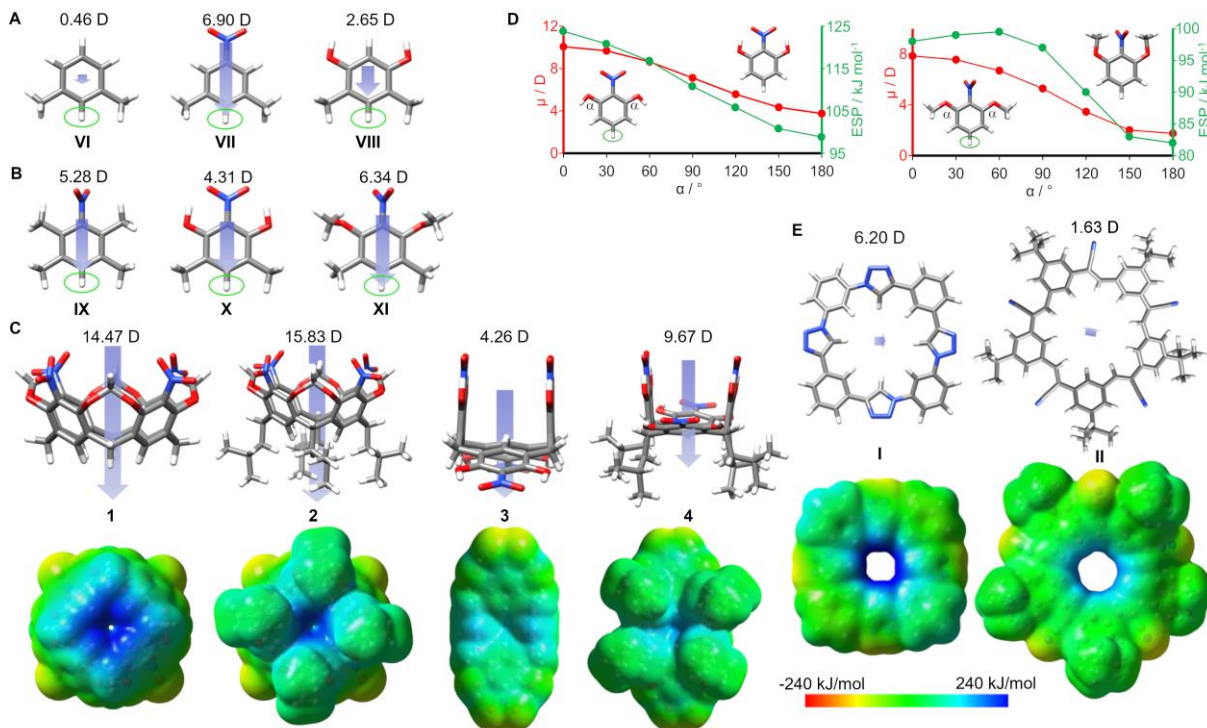 A
0.46 D
6.90 D
2.65 D
VI
VII
VIII
B
5.28 D
4.31 D
6.34 D
IX
X
XI
C
14.47 D
15.83 D
4.26 D
9.67 D
1
2
3
4
D
12
8
4
0
μ / D
125
115
105
95
ESP / kJ mol-1
0 30 60 90 120 150 180
α / °
α α
12
8
4
0
μ / D
100
95
90
85
80
ESP / kJ mol-1
0 30 60 90 120 150 180
α / °
α α
E
6.20 D
1.63 D
I
II
-240 kJ/mol
240 kJ/mol